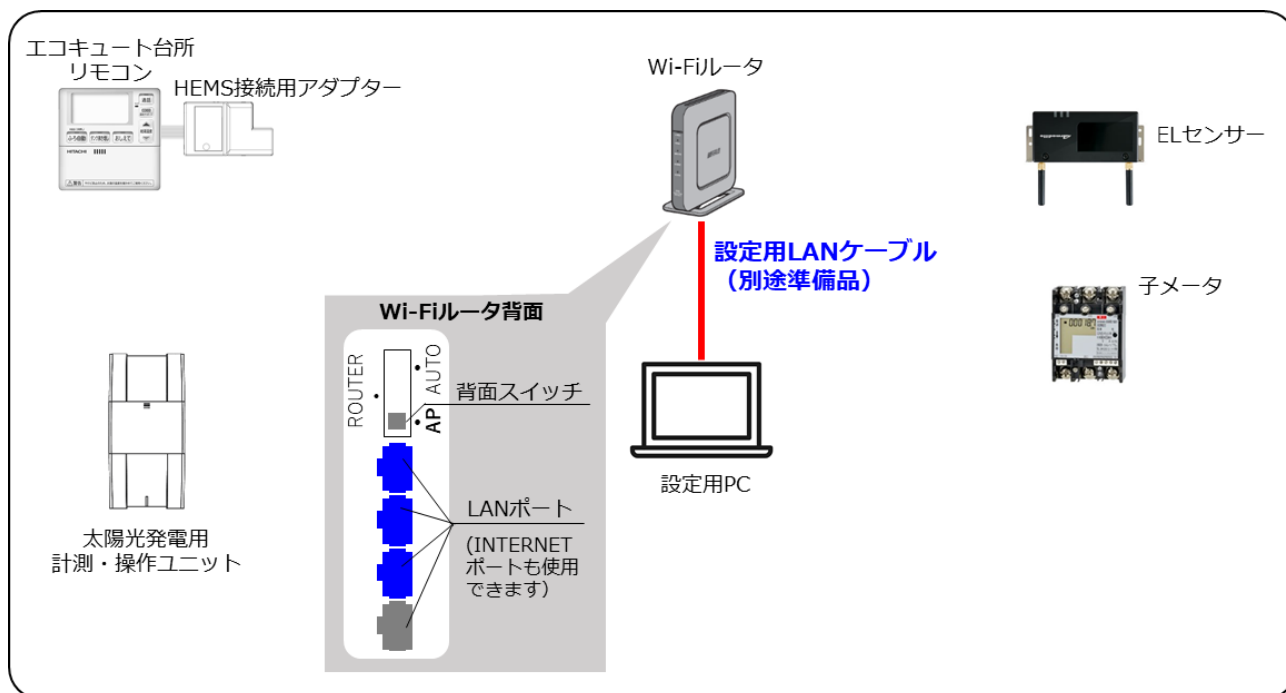 エコキュート台所
リモコン
HEMS接続用アダプター
HITACHI
Wi-Fiルータ
ELセンサー
設定用LANケーブル
（別途準備品）
子メータ
Wi-Fiルータ背面
ROUTER
AUTO
AP
背面スイッチ
設定用PC
LANポート
(INTERNET
ポートも使用
できます）
太陽光発電用
計測・操作ユニット